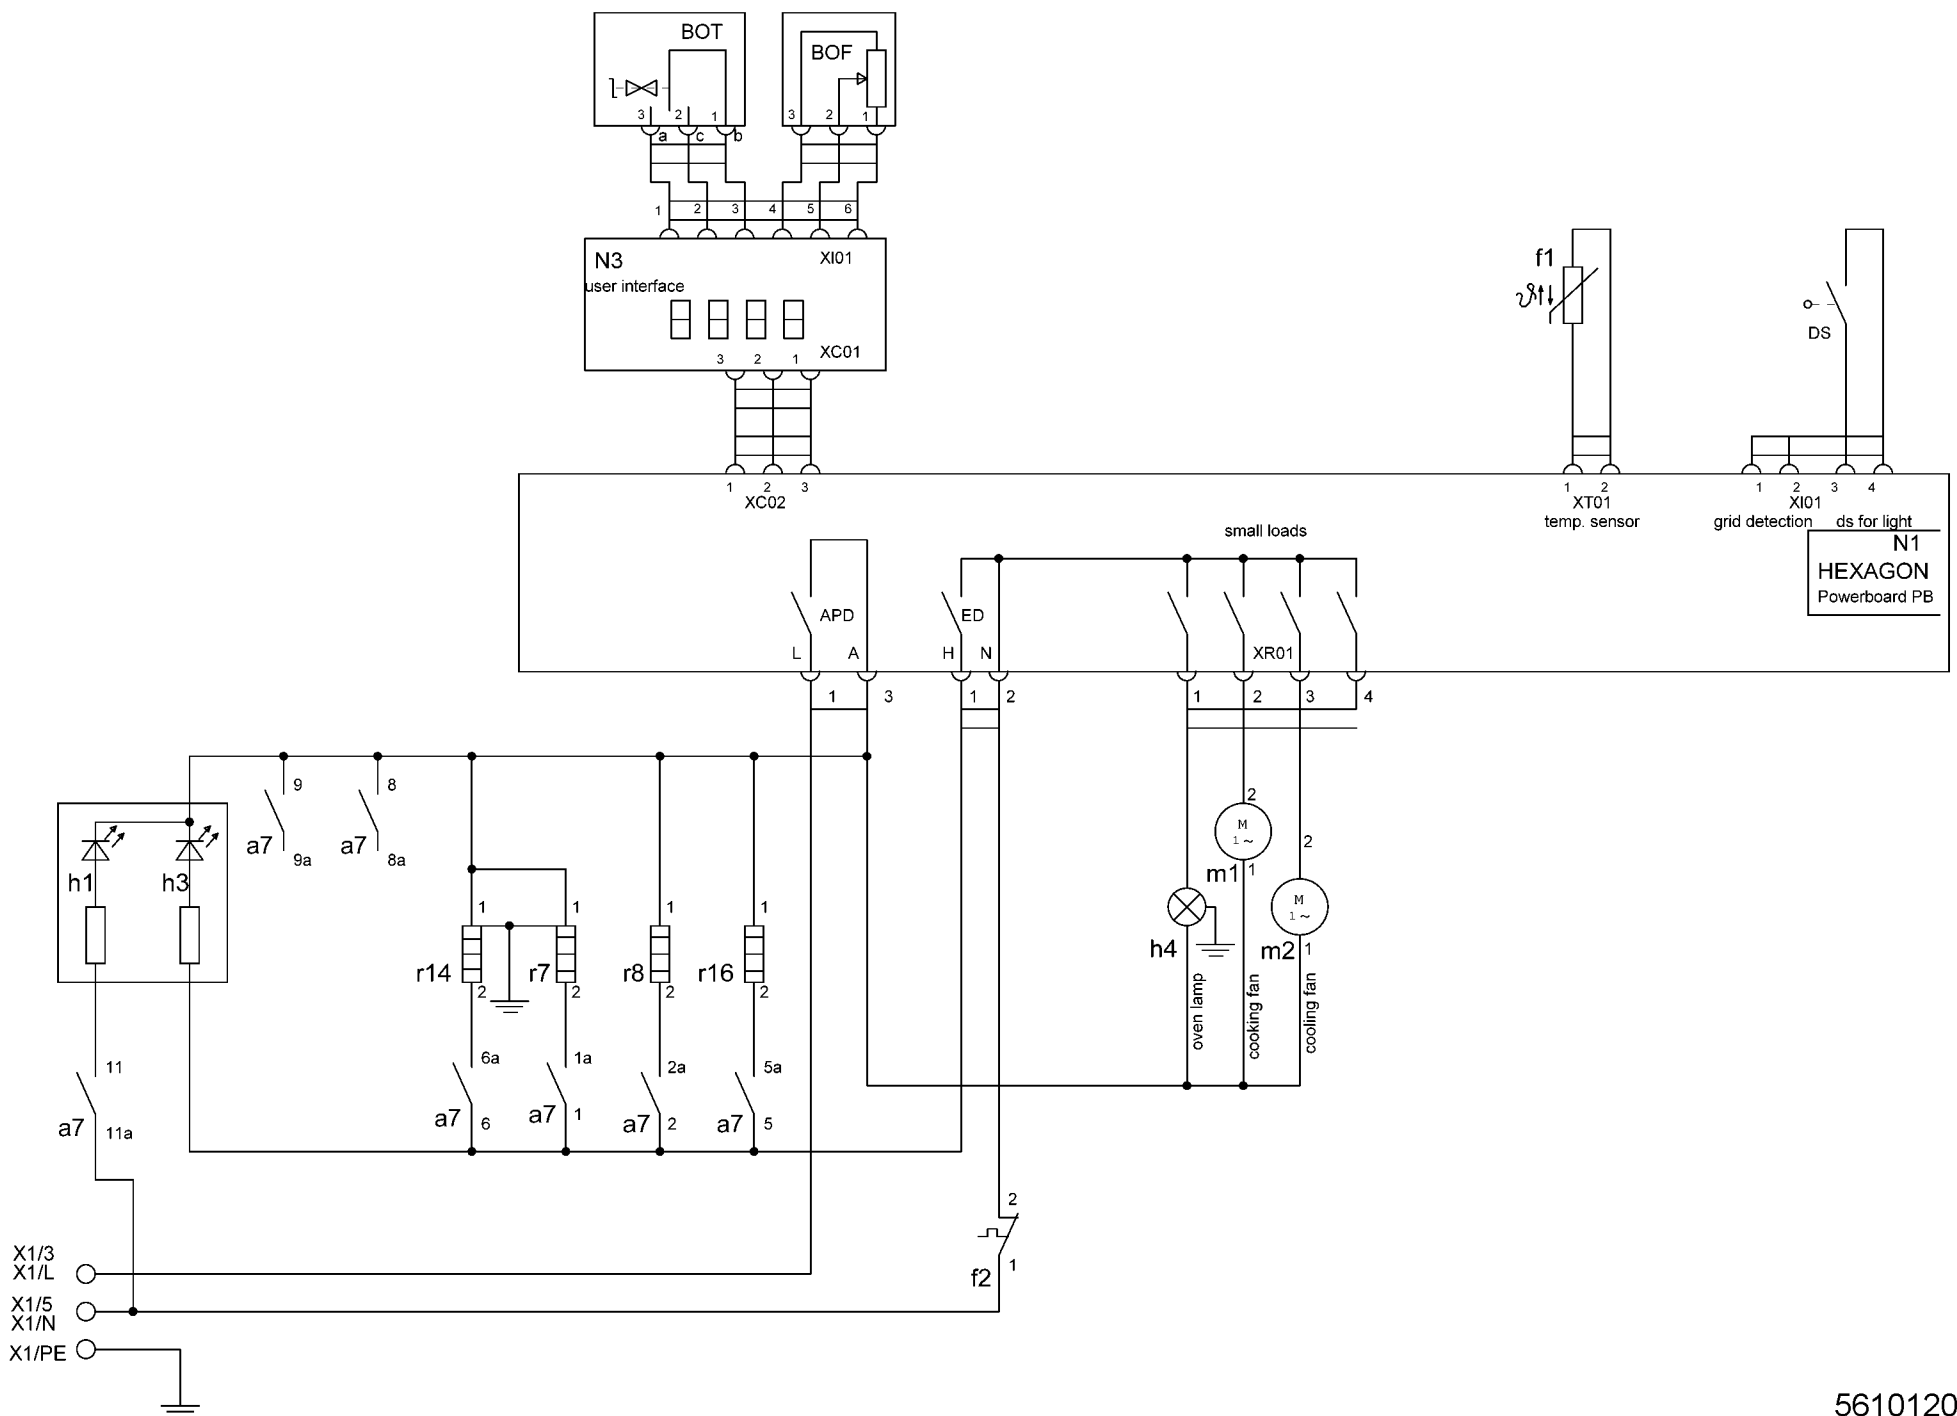 BOT
3 2 1
a c b
BOF
3 2 1
1 2 3 4 5 6
N3 XI01
user interface
XC01
3 2 1
f1
ϑ
DS
1 2 3
XC02
1 2
XT01
temp. sensor
1 2 3 4
XI01
grid detection ds for light
N1
HEXAGON
Powerboard PB
small loads
APD
ED
L A H N
XR01
1 3 1 2 1 2 3 4
9
a7
9a
8
a7
8a
h1 h3
1 1 1 1
r14 r7 r8 r16
2 2 2 2
2
M
1 ~
m1 1
2
M
1 ~
m2 1
h4
oven lamp
cooking fan
cooling fan
11
a7 11a
6a
a7 6
1a
a7 1
2a
a7 2
5a
a7 5
2
1
f2
X1/3
X1/L
X1/5
X1/N
X1/PE
5610120